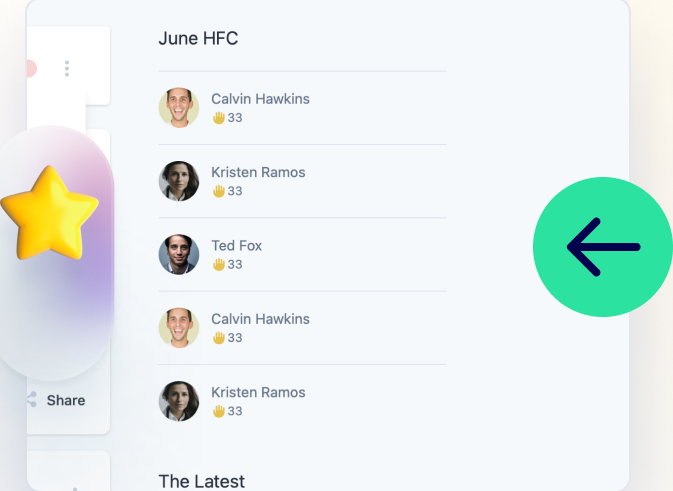 June HFC
Calvin Hawkins
33
Kristen Ramos
33
Ted Fox
33
Calvin Hawkins
33
Kristen Ramos
33
Share
The Latest